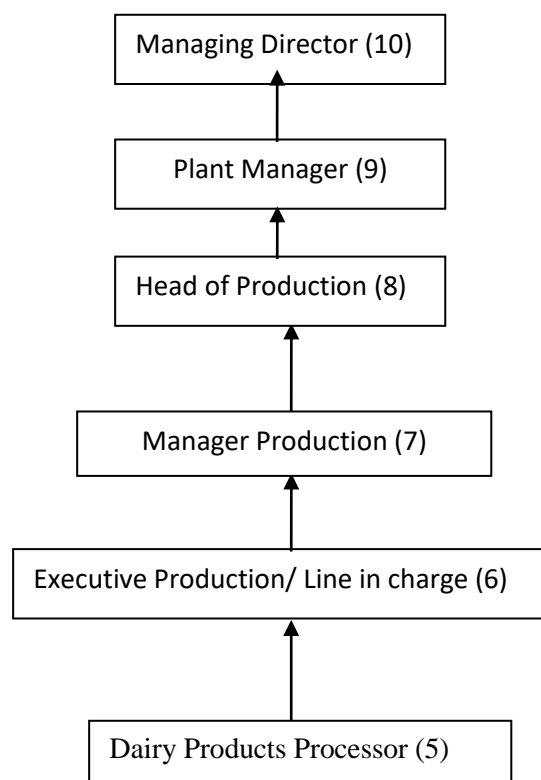 Managing Director (10)
Plant Manager (9)
Head of Production (8)
Manager Production (7)
Executive Production/ Line in charge (6)
Dairy Products Processor (5)